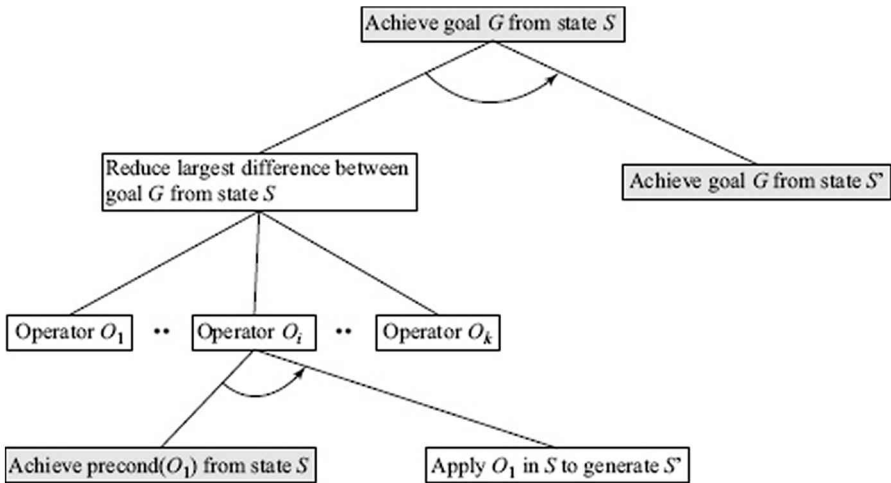 Achieve goal G from state S
Reduce largest difference between
goal G from state S
Achieve goal G from state S'
Operator O1 •• Operator Oi •• Operator Ok
Achieve precond(O1) from state S
Apply O1 in S to generate S'